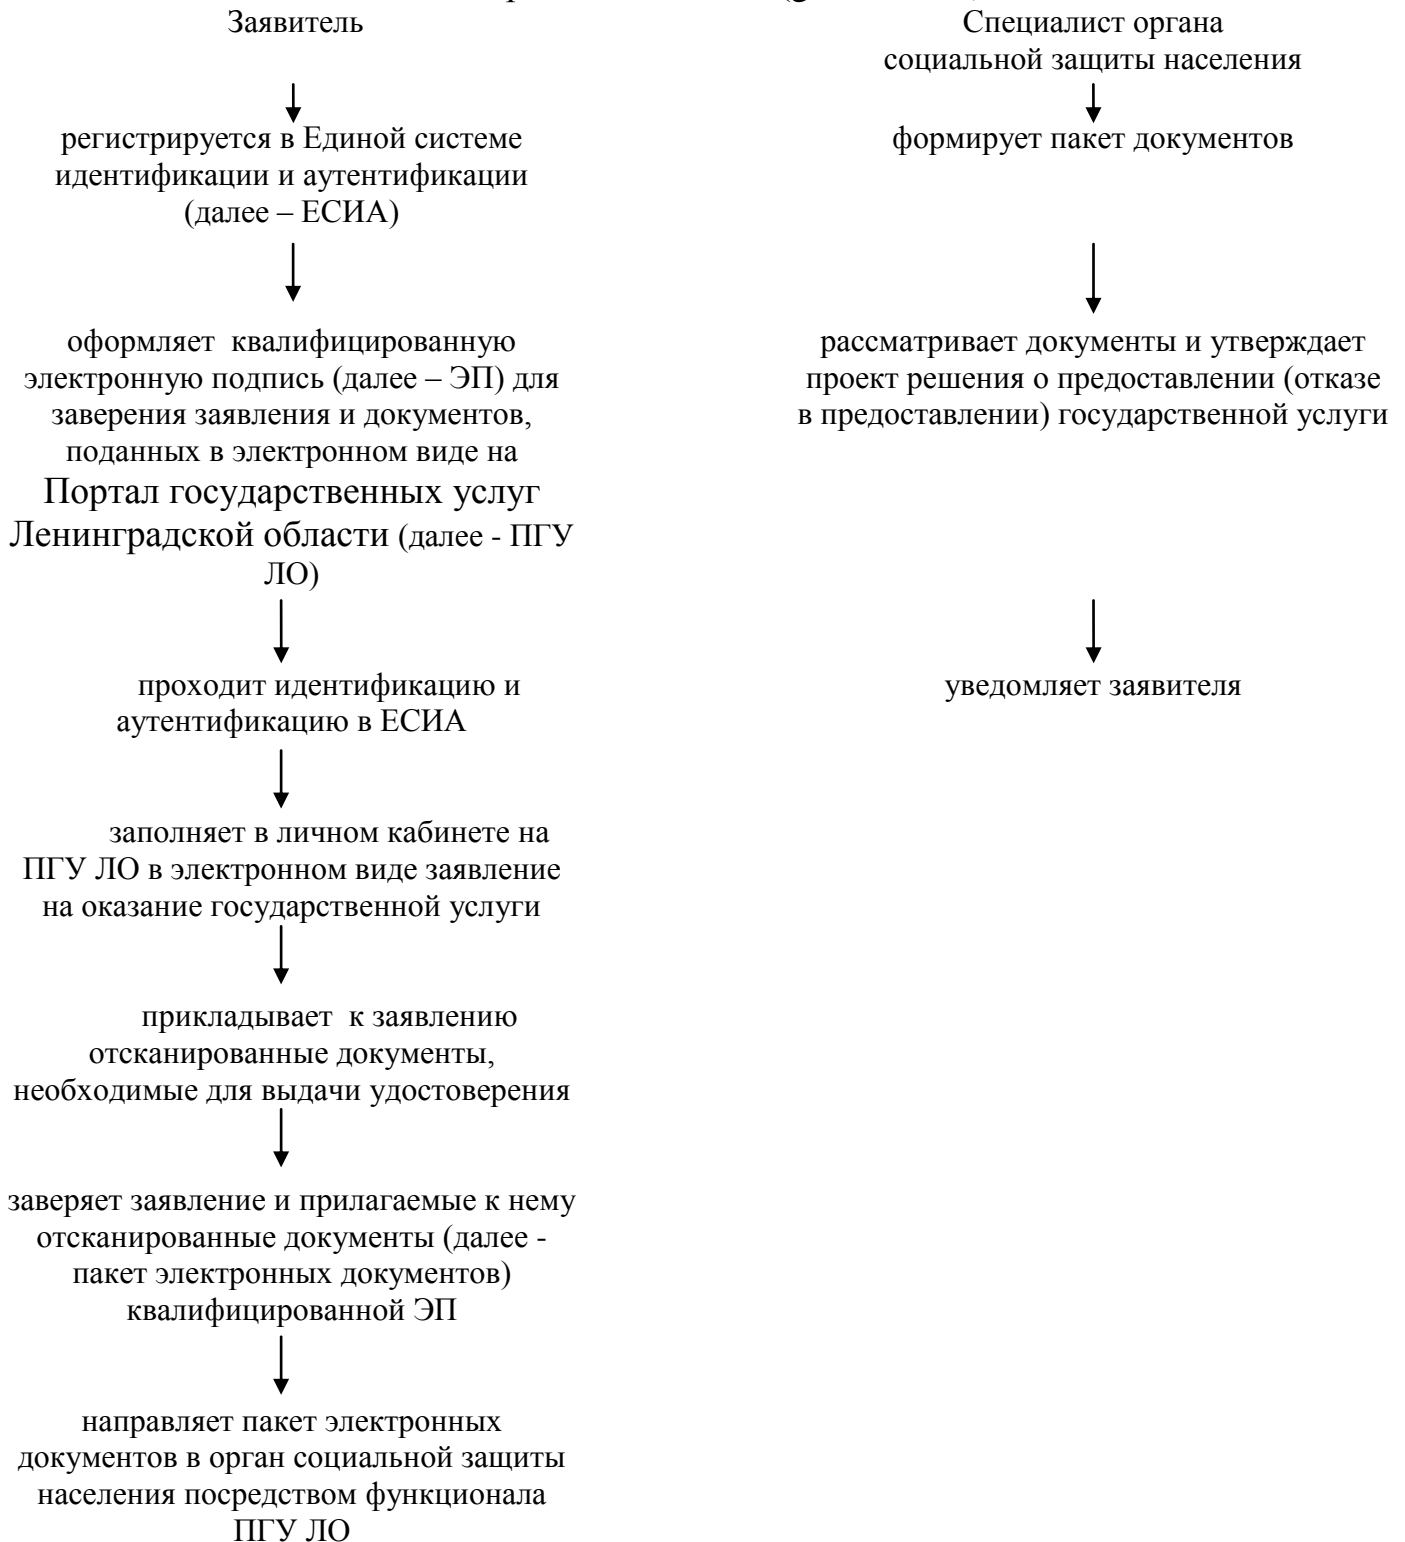 Заявитель
регистрируется в Единой системе
идентификации и аутентификации
(далее – ЕСИА)
оформляет квалифицированную
электронную подпись (далее – ЭП) для
заверения заявления и документов,
поданных в электронном виде на
Портал государственных услуг
Ленинградской области (далее - ПГУ
ЛО)
проходит идентификацию и
аутентификацию в ЕСИА
заполняет в личном кабинете на
ПГУ ЛО в электронном виде заявление
на оказание государственной услуги
прикладывает к заявлению
отсканированные документы,
необходимые для выдачи удостоверения
заверяет заявление и прилагаемые к нему
отсканированные документы (далее -
пакет электронных документов)
квалифицированной ЭП
направляет пакет электронных
документов в орган социальной защиты
населения посредством функционала
ПГУ ЛО
Специалист органа
социальной защиты населения
формирует пакет документов
рассматривает документы и утверждает
проект решения о предоставлении (отказе
в предоставлении) государственной услуги
уведомляет заявителя